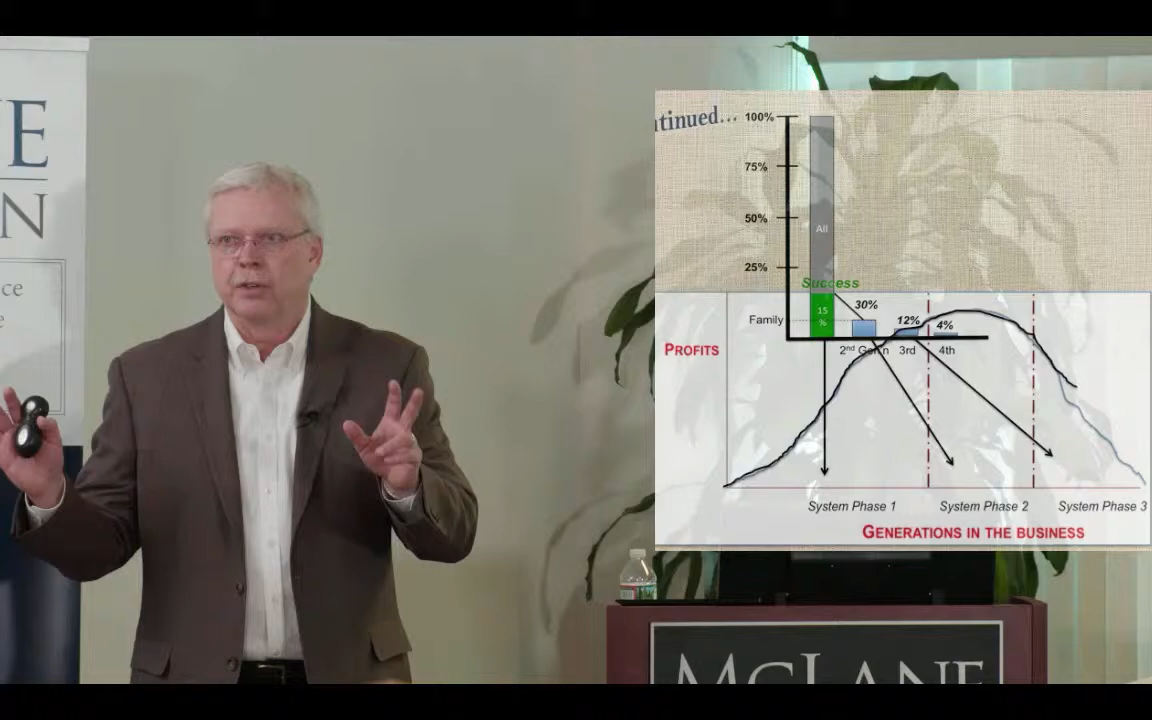 E
N
ce
e
tinued...
100%
75%
50%
25%
All
Success
15
%
Family
30%
12%
4%
2nd Gen'n
3rd
4th
PROFITS
System Phase 1
System Phase 2
System Phase 3
GENERATIONS IN THE BUSINESS
MCLANE